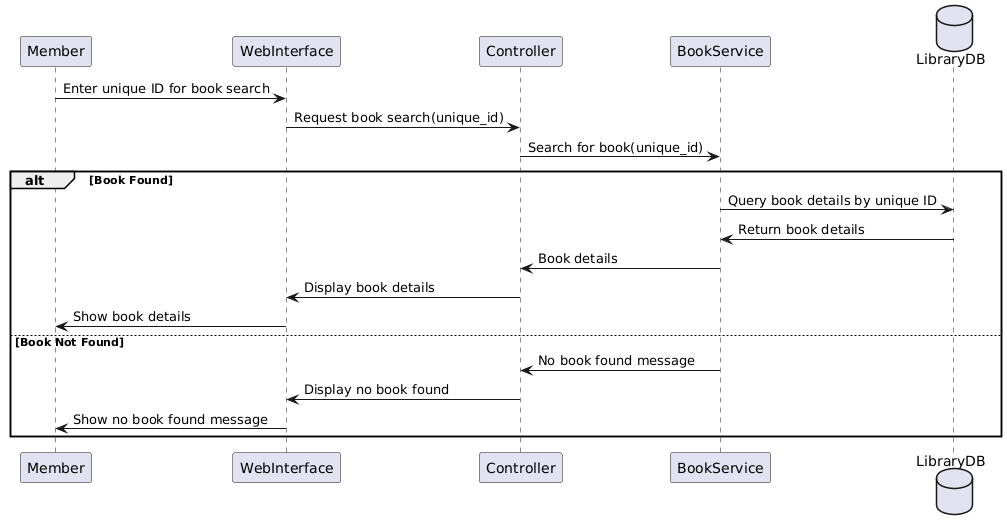 LibraryDB
Member
WebInterface
Controller
BookService
Enter unique ID for book search
Request book search(unique_id)
Search for book(unique_id)
alt
[Book Found]
Query book details by unique ID
Return book details
Book details
Display book details
Show book details
[Book Not Found]
No book found message
Display no book found
Show no book found message
Member
WebInterface
Controller
BookService
LibraryDB